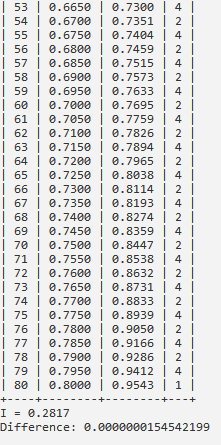 | 53 | 0.6650 | 0.7300 | 4 |
| 54 | 0.6700 | 0.7351 | 2 |
| 55 | 0.6750 | 0.7404 | 4 |
| 56 | 0.6800 | 0.7459 | 2 |
| 57 | 0.6850 | 0.7515 | 4 |
| 58 | 0.6900 | 0.7573 | 2 |
| 59 | 0.6950 | 0.7633 | 4 |
| 60 | 0.7000 | 0.7695 | 2 |
| 61 | 0.7050 | 0.7759 | 4 |
| 62 | 0.7100 | 0.7826 | 2 |
| 63 | 0.7150 | 0.7894 | 4 |
| 64 | 0.7200 | 0.7965 | 2 |
| 65 | 0.7250 | 0.8038 | 4 |
| 66 | 0.7300 | 0.8114 | 2 |
| 67 | 0.7350 | 0.8193 | 4 |
| 68 | 0.7400 | 0.8274 | 2 |
| 69 | 0.7450 | 0.8359 | 4 |
| 70 | 0.7500 | 0.8447 | 2 |
| 71 | 0.7550 | 0.8538 | 4 |
| 72 | 0.7600 | 0.8632 | 2 |
| 73 | 0.7650 | 0.8731 | 4 |
| 74 | 0.7700 | 0.8833 | 2 |
| 75 | 0.7750 | 0.8939 | 4 |
| 76 | 0.7800 | 0.9050 | 2 |
| 77 | 0.7850 | 0.9166 | 4 |
| 78 | 0.7900 | 0.9286 | 2 |
| 79 | 0.7950 | 0.9412 | 4 |
| 80 | 0.8000 | 0.9543 | 1 |
+----+--------+--------+---+
I = 0.2817
Difference: 0.0000000154542199